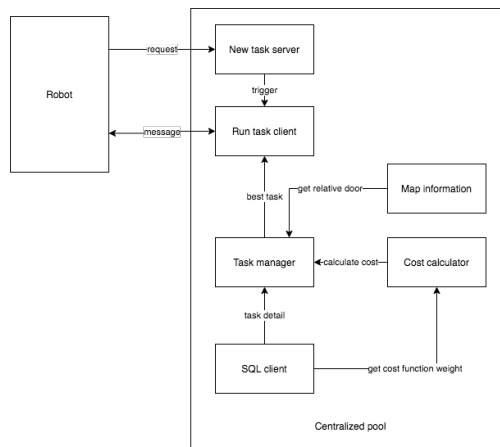 New task server
request
trigger
Robot
message
Run task client
get relative door
Map information
best task
Task manager
calculate cost
Cost calculator
task detail
SQL client
get cost function weight
Centralized pool